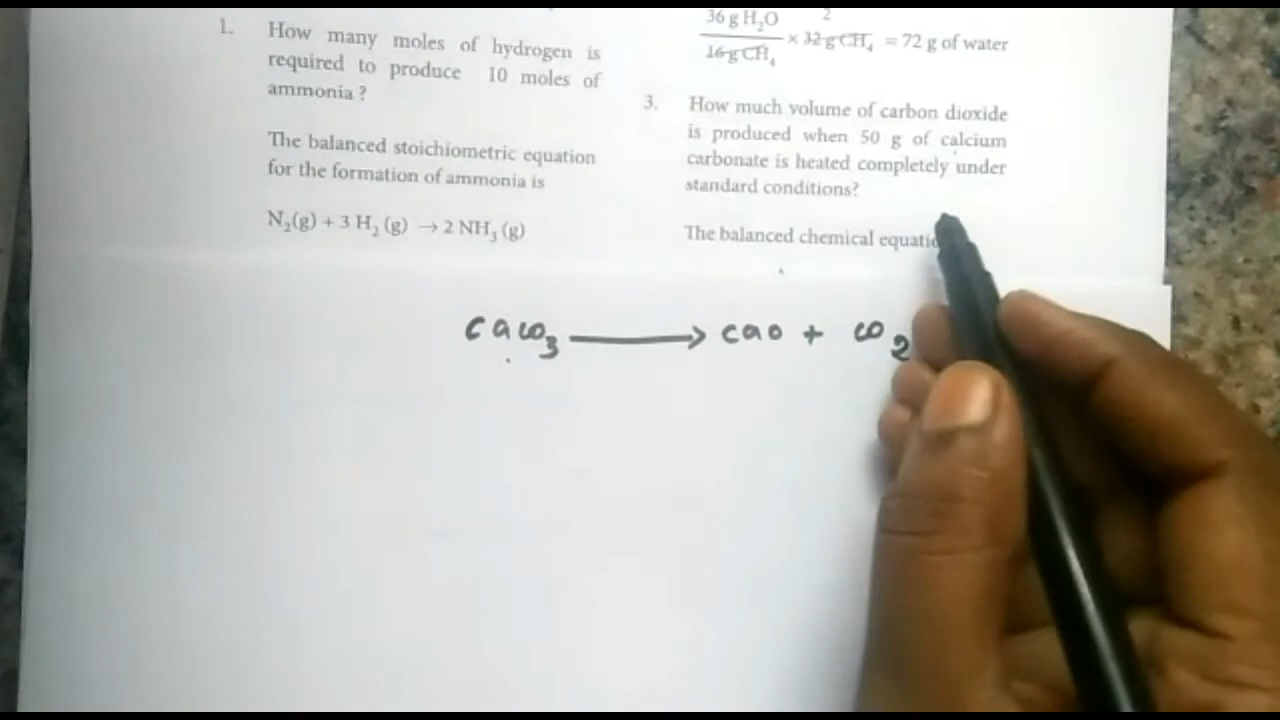 1. How many moles of hydrogen is
required to produce 10 moles of
ammonia ?
The balanced stoichiometric equation
for the formation of ammonia is
N₂(g) + 3 H₂ (g) → 2 NH₃ (g)
36 g H₂O
2
16 g CH₄ × 32 g CH₄ = 72 g of water
3. How much volume of carbon dioxide
is produced when 50 g of calcium
carbonate is heated completely under
standard conditions?
The balanced chemical
caco₃ ⟶ cao + co₂